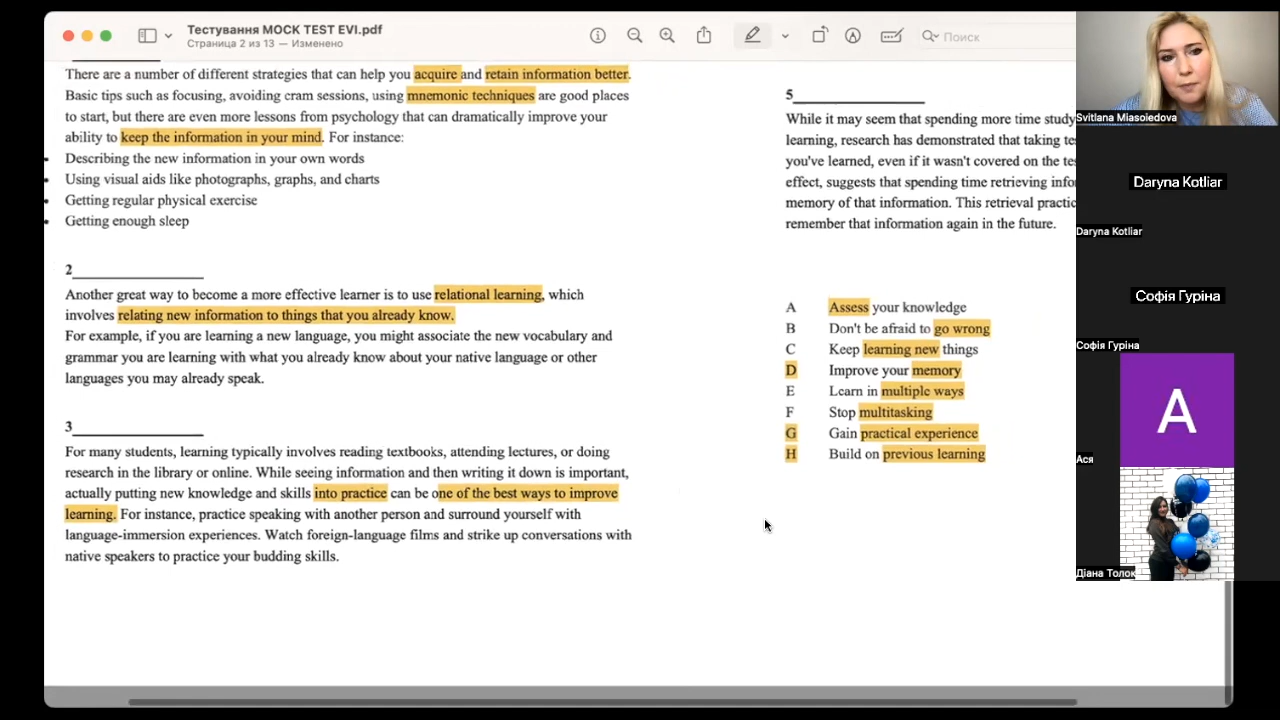 Тестування MOCK TEST EVI.pdf
Страница 2 из 13 — Изменено
Поиск
There are a number of different strategies that can help you acquire and retain information better.
Basic tips such as focusing, avoiding cram sessions, using mnemonic techniques are good places
to start, but there are even more lessons from psychology that can dramatically improve your
ability to keep the information in your mind. For instance:
Describing the new information in your own words
Using visual aids like photographs, graphs, and charts
Getting regular physical exercise
Getting enough sleep
2
Another great way to become a more effective learner is to use relational learning, which
involves relating new information to things that you already know.
For example, if you are learning a new language, you might associate the new vocabulary and
grammar you are learning with what you already know about your native language or other
languages you may already speak.
3
For many students, learning typically involves reading textbooks, attending lectures, or doing
research in the library or online. While seeing information and then writing it down is important,
actually putting new knowledge and skills into practice can be one of the best ways to improve
learning. For instance, practice speaking with another person and surround yourself with
language-immersion experiences. Watch foreign-language films and strike up conversations with
native speakers to practice your budding skills.
5
While it may seem that spending more time study
learning, research has demonstrated that taking te
you've learned, even if it wasn't covered on the te
effect, suggests that spending time retrieving info
memory of that information. This retrieval practic
remember that information again in the future.
A Assess your knowledge
B Don't be afraid to go wrong
C Keep learning new things
D Improve your memory
E Learn in multiple ways
F Stop multitasking
G Gain practical experience
H Build on previous learning
Svitlana Miasoiedova
Daryna Kotliar
Daryna Kotliar
Софія Гуріна
Софія Гуріна
A
Ася
Діана Толок